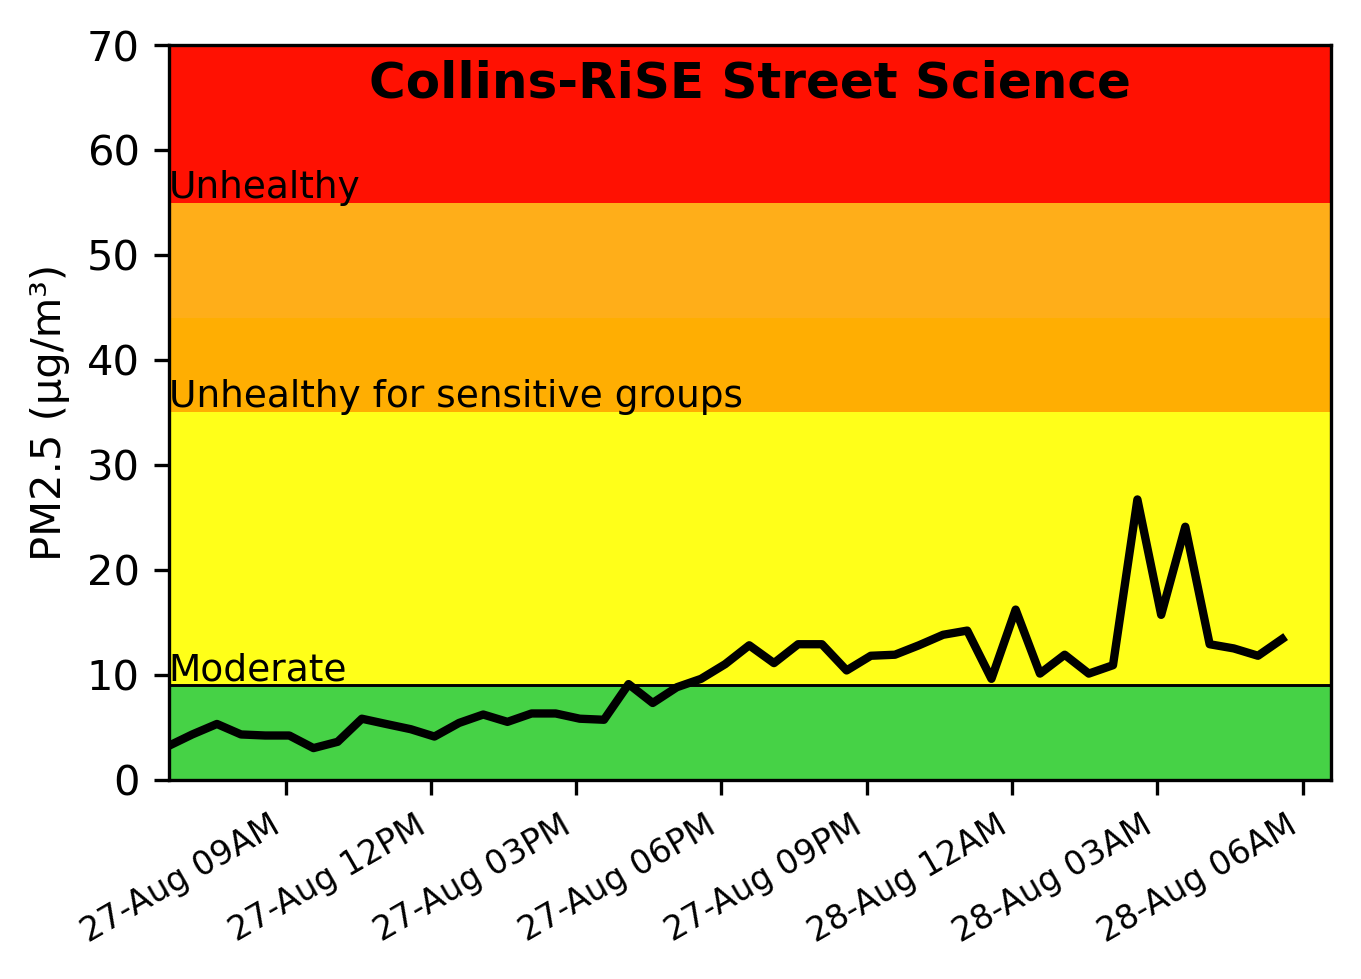 Collins-RiSE Street Science
70
60
50
40
30
20
10
0
PM2.5 (µg/m³)
Unhealthy
Unhealthy for sensitive groups
Moderate
27-Aug 09AM
27-Aug 12PM
27-Aug 03PM
27-Aug 06PM
27-Aug 09PM
28-Aug 12AM
28-Aug 03AM
28-Aug 06AM